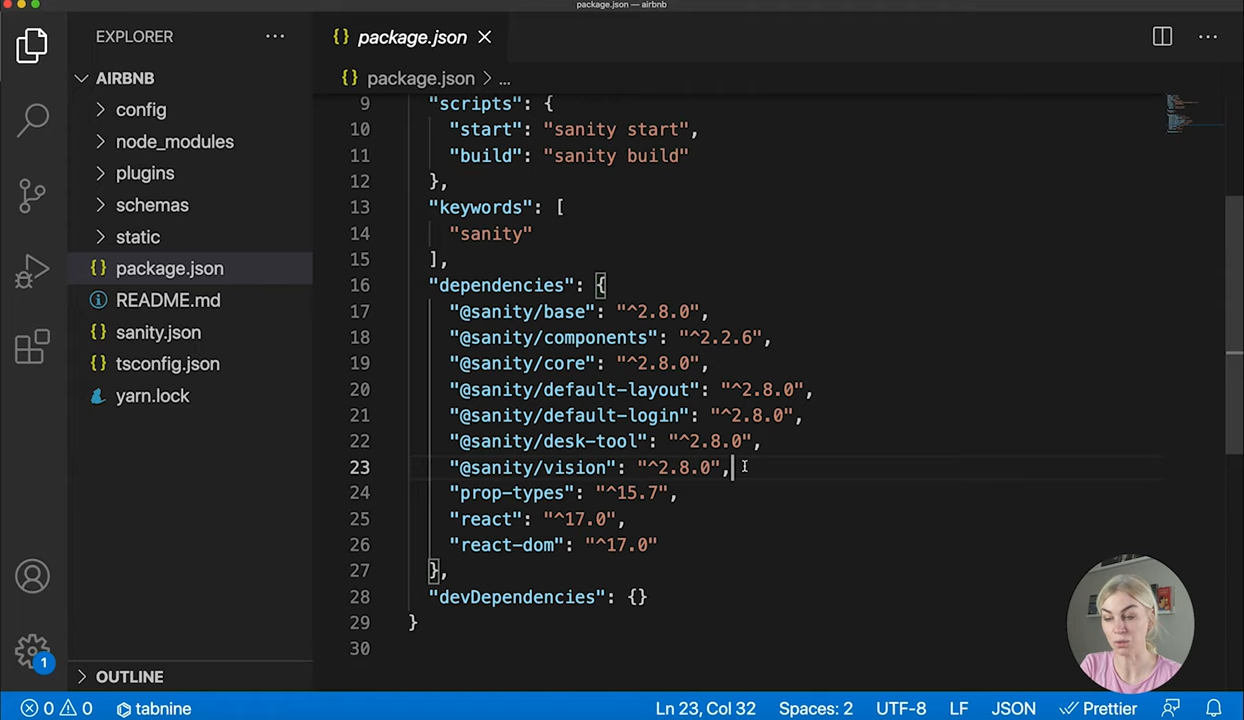 package.json — airbnb
EXPLORER
package.json
AIRBNB
package.json > ...
config
node_modules
plugins
schemas
static
package.json
README.md
sanity.json
tsconfig.json
yarn.lock
9 "scripts": {
10 "start": "sanity start",
11 "build": "sanity build"
12 },
13 "keywords": [
14 "sanity"
15 ],
16 "dependencies": {
17 "@sanity/base": "^2.8.0",
18 "@sanity/components": "^2.2.6",
19 "@sanity/core": "^2.8.0",
20 "@sanity/default-layout": "^2.8.0",
21 "@sanity/default-login": "^2.8.0",
22 "@sanity/desk-tool": "^2.8.0",
23 "@sanity/vision": "^2.8.0",
24 "prop-types": "^15.7",
25 "react": "^17.0",
26 "react-dom": "^17.0"
27 },
28 "devDependencies": {}
29 }
30
1
OUTLINE
0 0 tabnine Ln 23, Col 32 Spaces: 2 UTF-8 LF JSON Prettier